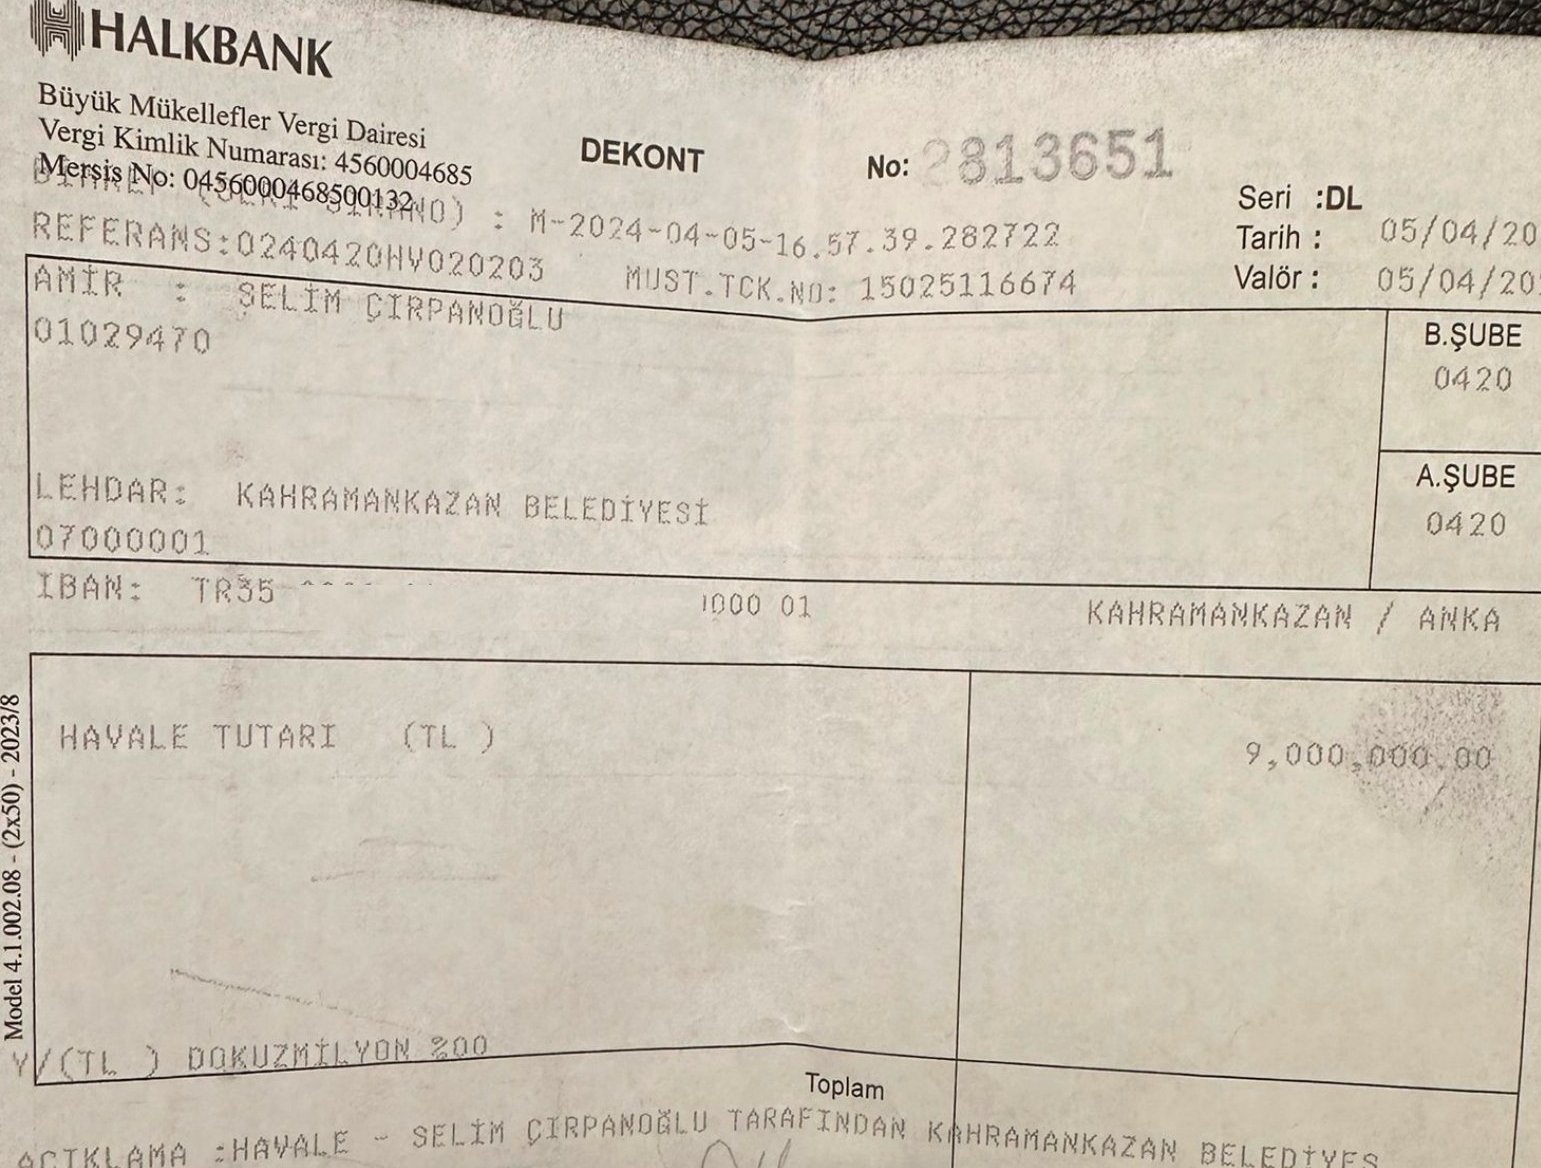 HALKBANK
Büyük Mükellefler Vergi Dairesi
Vergi Kimlik Numarası: 4560004685
Mersis No: 0456000468500132
DEKONT
No: 2813651
M-2024-04-05-16.57.39.282722
Seri :DL
REFERANS:0240420HV020203 MUST.TCK.NO: 15025116674
Tarih : 05/04/20
Valör : 05/04/20
AMİR : SELİM ÇIRPANOĞLU
01029470
B.ŞUBE
0420
LEHDAR: KAHRAMANKAZAN BELEDİYESİ
07000001
A.ŞUBE
0420
IBAN: TR35 000 01 KAHRAMANKAZAN / ANKA
HAVALE TUTARI (TL ) 9,000,000.00
Y/(TL ) DOKUZMİLYON %00
Toplam
AÇIKLAMA :HAVALE - SELİM ÇIRPANOĞLU TARAFINDAN KAHRAMANKAZAN BELEDİYES
Model 4.1.002.08 - (2x50) - 2023/8